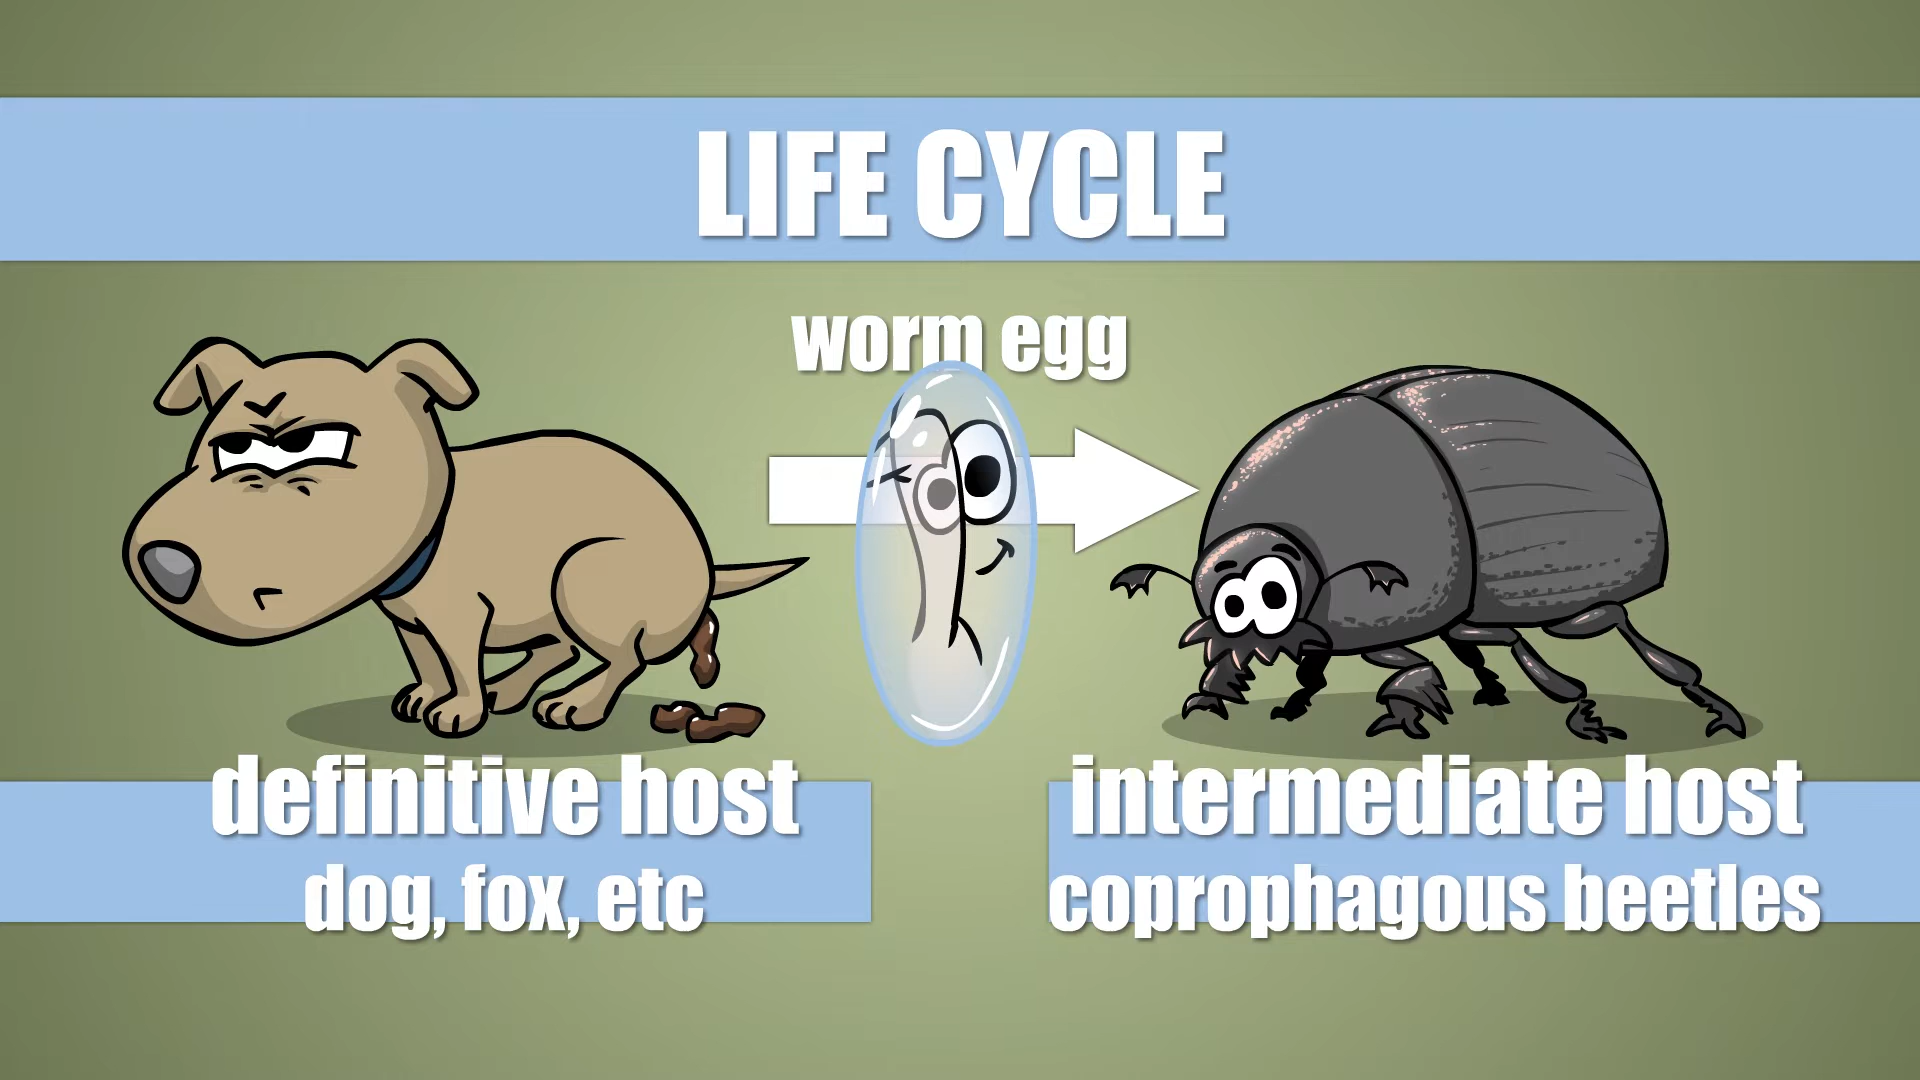 LIFE CYCLE
worm egg
definitive host
dog, fox, etc
intermediate host
coprophagous beetles